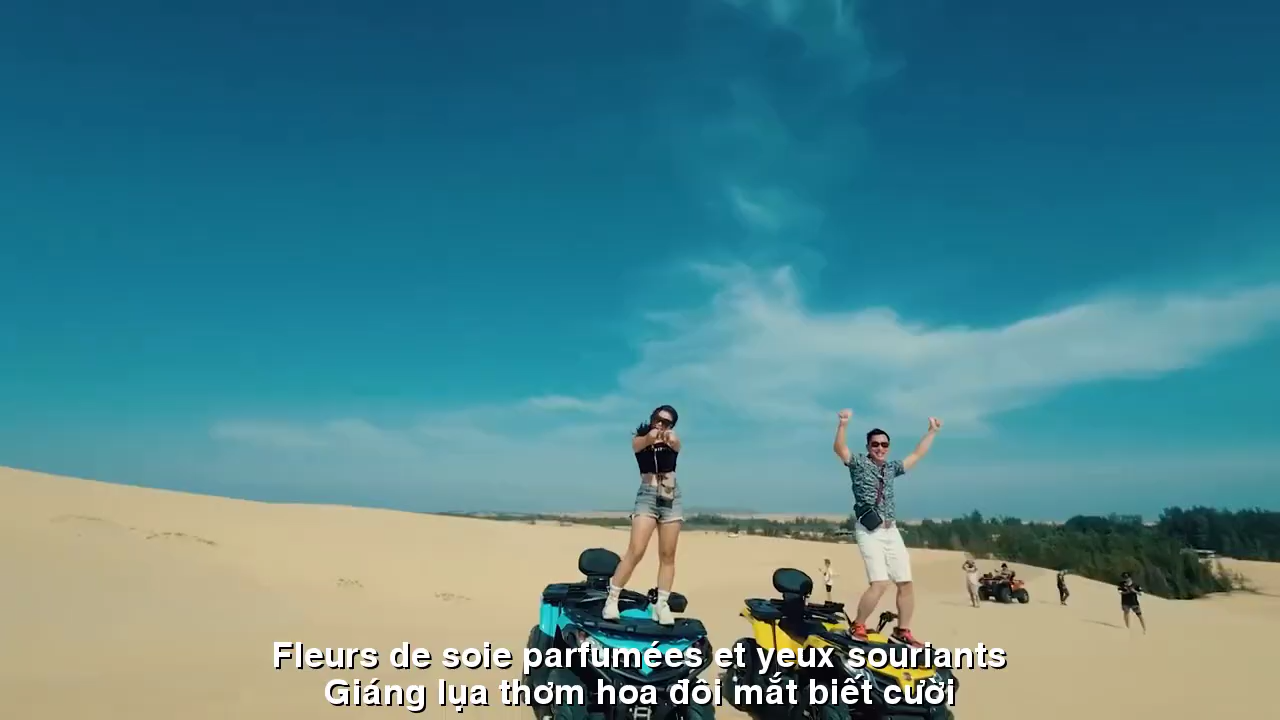 Fleurs de soie parfumées et yeux souriants
Giáng lụa thơm hoa đôi mắt biết cười